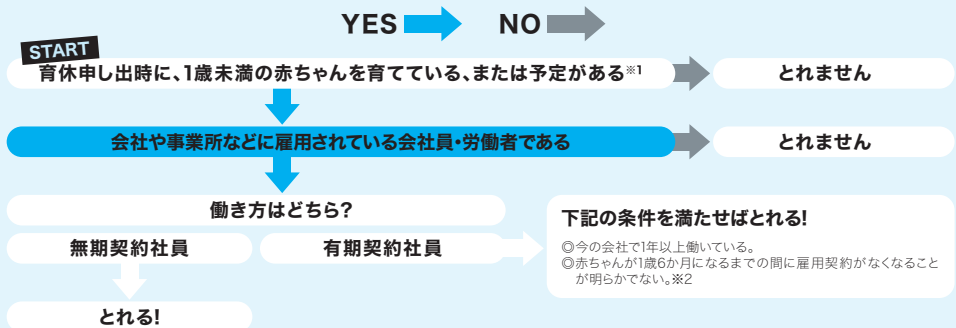 YES NO
START
育休申し出時に、1歳未満の赤ちゃんを育てている、または予定がある※1
とれません
会社や事業所などに雇用されている会社員・労働者である
とれません
働き方はどちら?
無期契約社員
有期契約社員
下記の条件を満たせばとれる!
◎今の会社で1年以上働いている。
◎赤ちゃんが1歳6か月になるまでの間に雇用契約がなくなること
が明らかでない。※2
とれる!